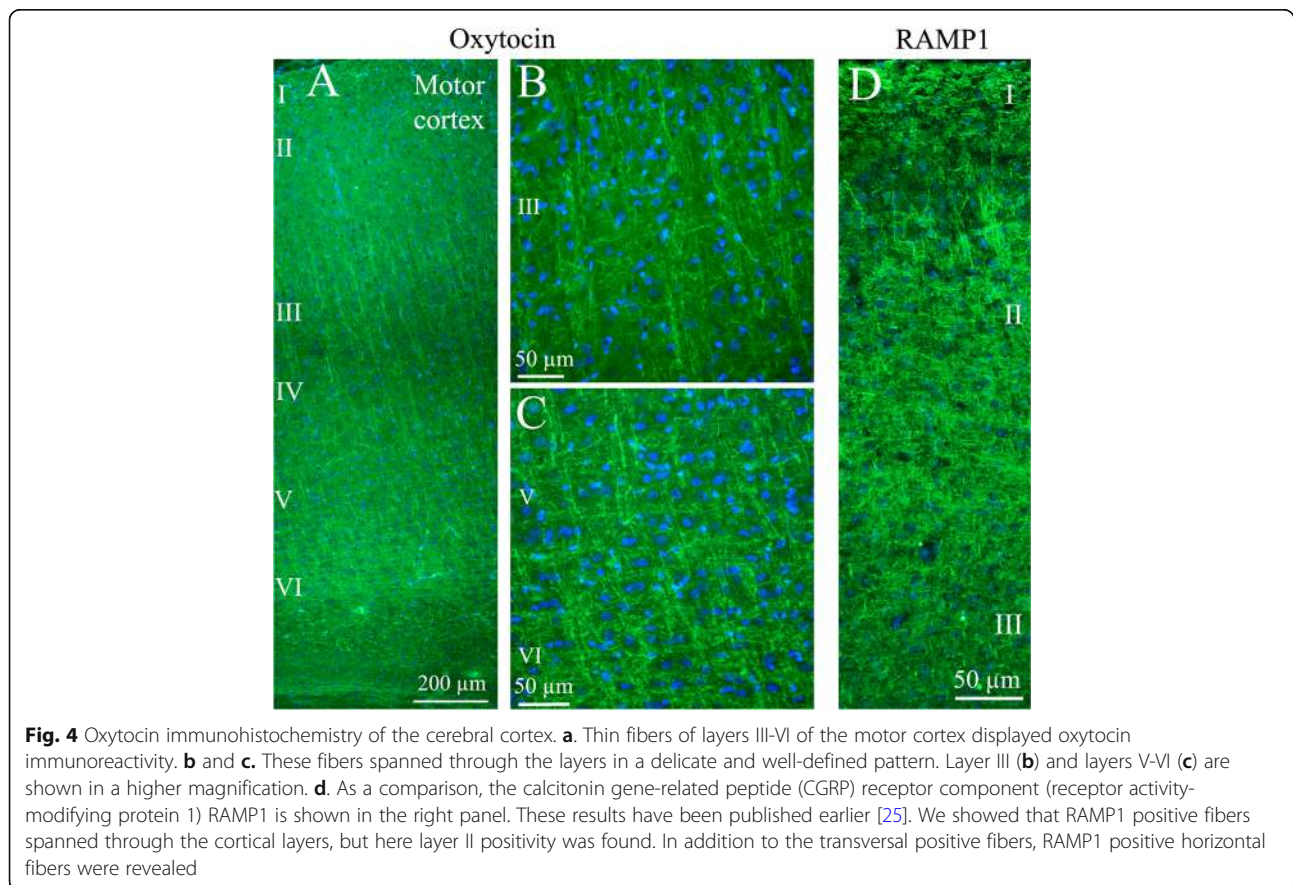 Oxytocin
RAMP1
A
Motor
cortex
I
II
III
IV
V
VI
200 µm
B
III
50 µm
C
V
VI
50 µm
D
I
II
III
50 µm
Fig. 4 Oxytocin immunohistochemistry of the cerebral cortex. a. Thin fibers of layers III-VI of the motor cortex displayed oxytocin
immunoreactivity. b and c. These fibers spanned through the layers in a delicate and well-defined pattern. Layer III (b) and layers V-VI (c) are
shown in a higher magnification. d. As a comparison, the calcitonin gene-related peptide (CGRP) receptor component (receptor activity-
modifying protein 1) RAMP1 is shown in the right panel. These results have been published earlier [25]. We showed that RAMP1 positive fibers
spanned through the cortical layers, but here layer II positivity was found. In addition to the transversal positive fibers, RAMP1 positive horizontal
fibers were revealed